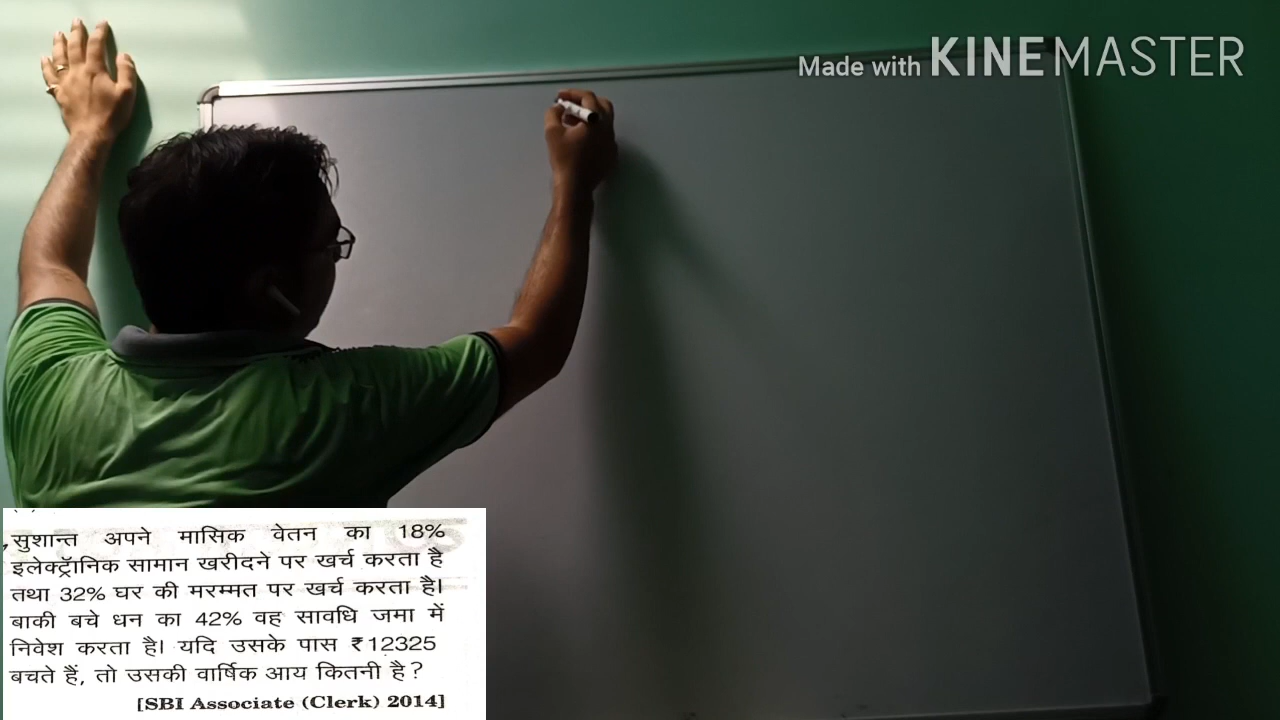 Made with KINEMASTER
सुशान्त अपने मासिक वेतन का 18%
इलेक्ट्रॅानिक सामान खरीदने पर खर्च करता है
तथा 32% घर की मरम्मत पर खर्च करता है।
बाकी बचे धन का 42% वह सावधि जमा में
निवेश करता है। यदि उसके पास ₹12325
बचते हैं, तो उसकी वार्षिक आय कितनी है?
[SBI Associate (Clerk) 2014]